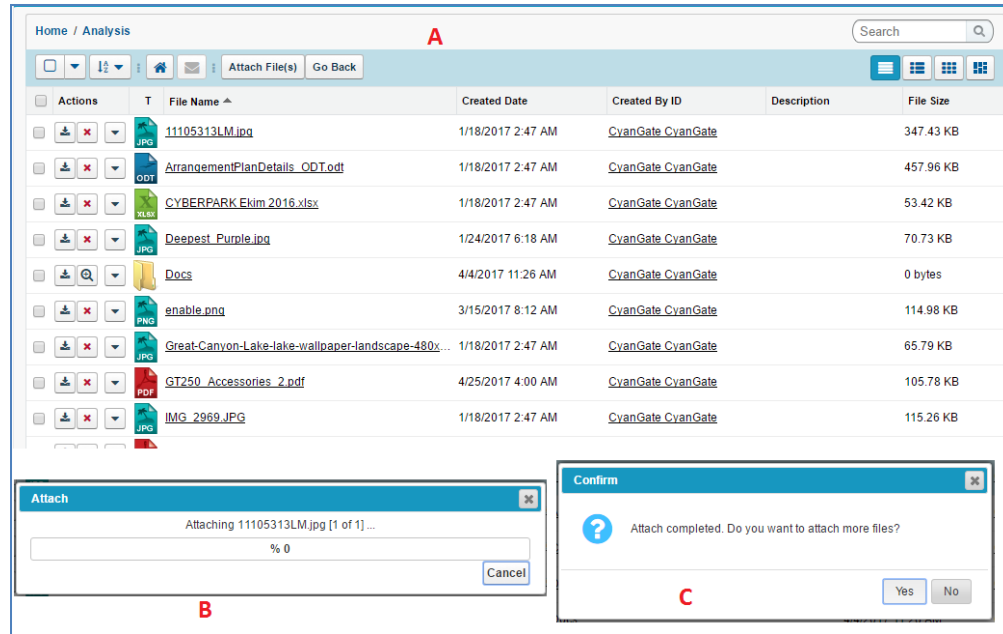 Home / Analysis
A
Search
Attach File(s) Go Back
Actions T File Name Created Date Created By ID Description File Size
JPG 11105313LM.jpg 1/18/2017 2:47 AM CyanGate CyanGate 347.43 KB
ODT ArrangementPlanDetails_ODT.odt 1/18/2017 2:47 AM CyanGate CyanGate 457.96 KB
XLSX CYBERPARK Ekim 2016.xlsx 1/18/2017 2:47 AM CyanGate CyanGate 53.42 KB
JPG Deepest_Purple.jpg 1/24/2017 6:18 AM CyanGate CyanGate 70.73 KB
Docs 4/4/2017 11:26 AM CyanGate CyanGate 0 bytes
PNG enable.png 3/15/2017 8:12 AM CyanGate CyanGate 114.98 KB
JPG Great-Canyon-Lake-lake-wallpaper-landscape-480x... 1/18/2017 2:47 AM CyanGate CyanGate 65.79 KB
PDF GT250_Accessories_2.pdf 4/25/2017 4:00 AM CyanGate CyanGate 105.78 KB
JPG IMG_2969.JPG 1/18/2017 2:47 AM CyanGate CyanGate 115.26 KB
Attach
Attaching 11105313LM.jpg [1 of 1] ...
% 0
Cancel
B
Confirm
Attach completed. Do you want to attach more files?
Yes No
C